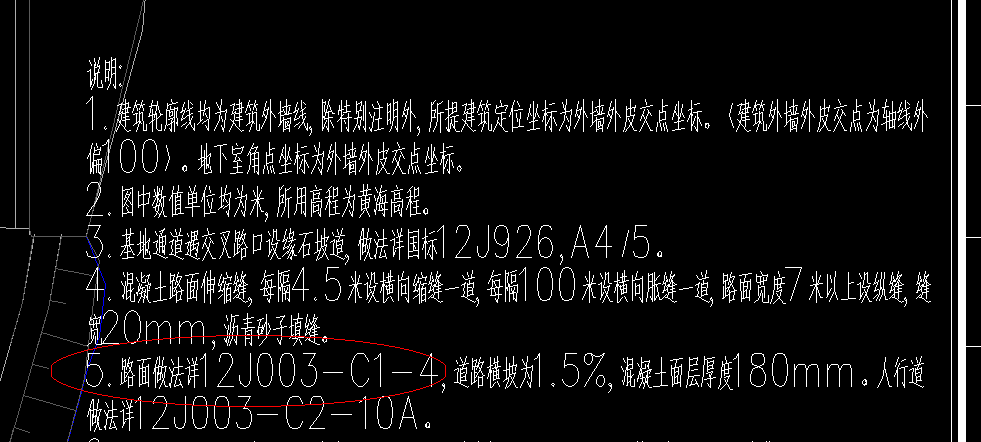 说明:
1. 建筑轮廓线均为建筑外墙线, 除特别注明外, 所提建筑定位坐标为外墙外皮交点坐标。〈建筑外墙外皮交点为轴线外
偏100〉。地下室角点坐标为外墙外皮交点坐标。
2. 图中数值单位均为米, 所用高程为黄海高程。
3. 基地通道遇交叉路口设缘石坡道, 做法详国标12J926,A4/5。
4. 混凝土路面伸缩缝, 每隔4.5米设横向缩缝一道, 每隔100米设横向胀缝一道, 路面宽度7米以上设纵缝, 缝
宽20mm, 沥青砂子填缝。
5. 路面做法详12J003-C1-4, 道路横坡为1.5%, 混凝土面层厚度180mm。人行道
做法详12J003-C2-10A。